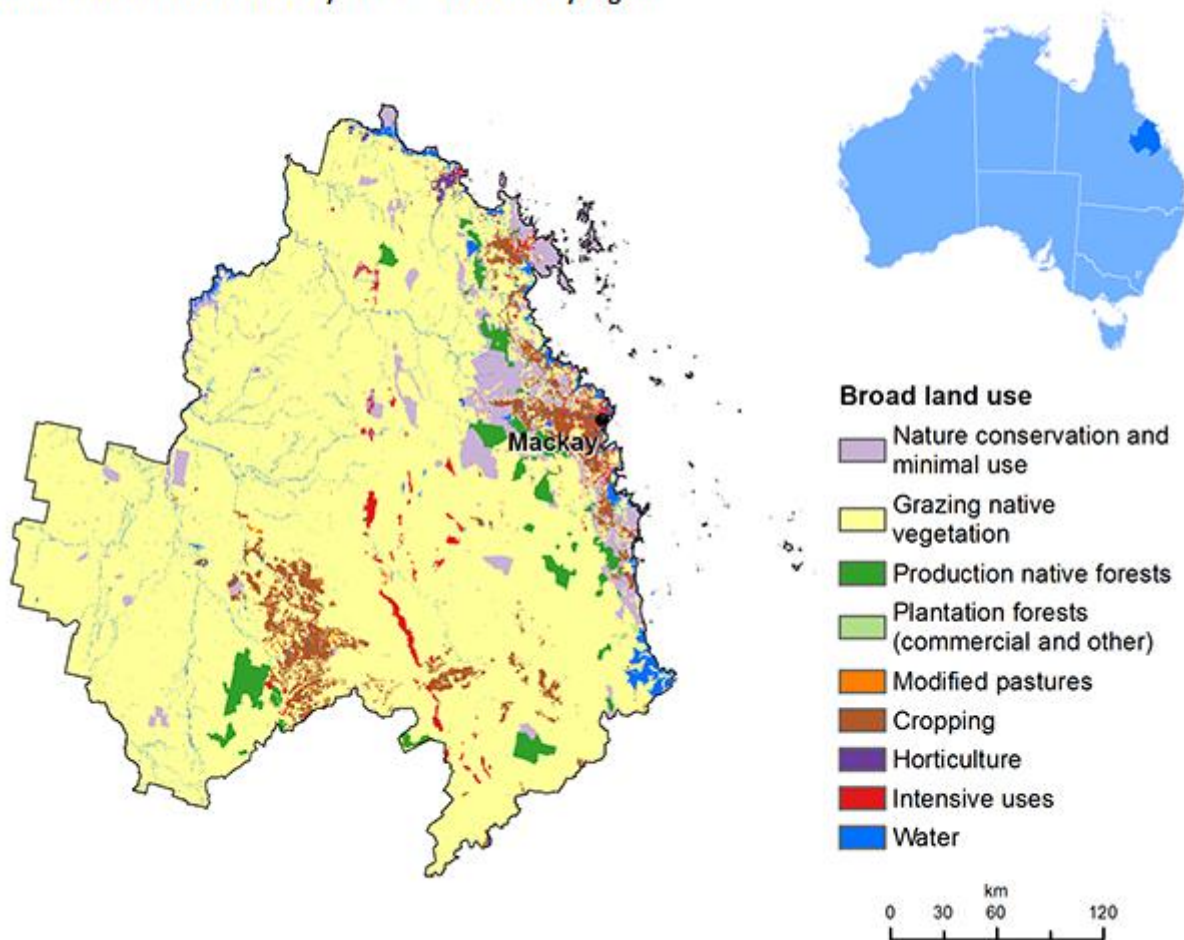 Mackay
Broad land use
Nature conservation and
minimal use
Grazing native
vegetation
Production native forests
Plantation forests
(commercial and other)
Modified pastures
Cropping
Horticulture
Intensive uses
Water
km
0 30 60 120